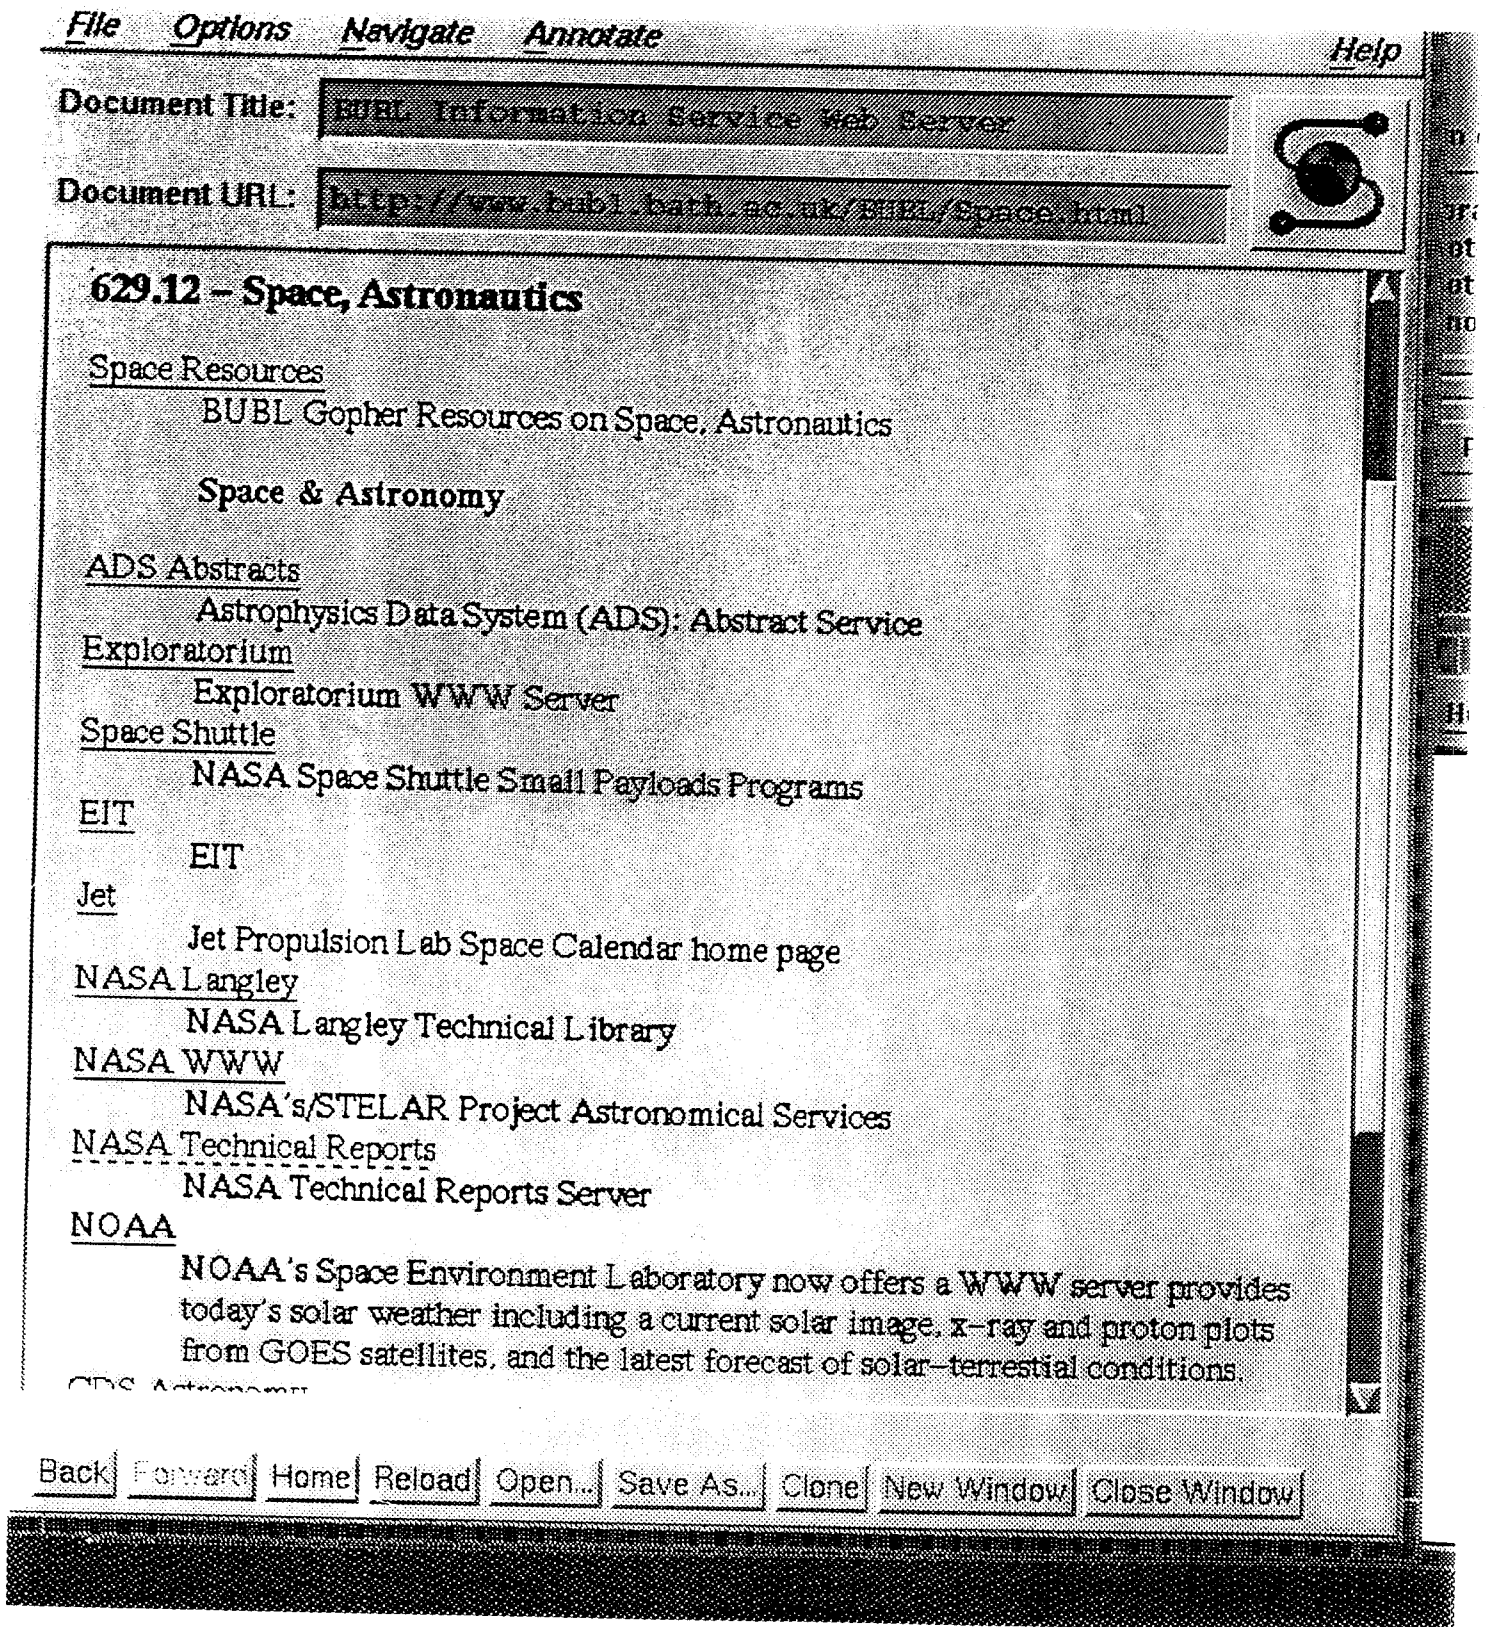 File Options Navigate Annotate Help
Document Title: BUBL Information Service Web Server
Document URL: http://www.bubl.bath.ac.uk/BUBL/Space.html
629.12 – Space, Astronautics
Space Resources
BUBL Gopher Resources on Space, Astronautics
Space & Astronomy
ADS Abstracts
Astrophysics Data System (ADS): Abstract Service
Exploratorium
Exploratorium WWW Server
Space Shuttle
NASA Space Shuttle Small Payloads Programs
EIT
EIT
Jet
Jet Propulsion Lab Space Calendar home page
NASA Langley
NASA Langley Technical Library
NASA WWW
NASA's/STELAR Project Astronomical Services
NASA Technical Reports
NASA Technical Reports Server
NOAA
NOAA's Space Environment Laboratory now offers a WWW server provides
today's solar weather including a current solar image, x–ray and proton plots
from GOES satellites, and the latest forecast of solar–terrestial conditions.
Back Forward Home Reload Open... Save As... Clone New Window Close Window